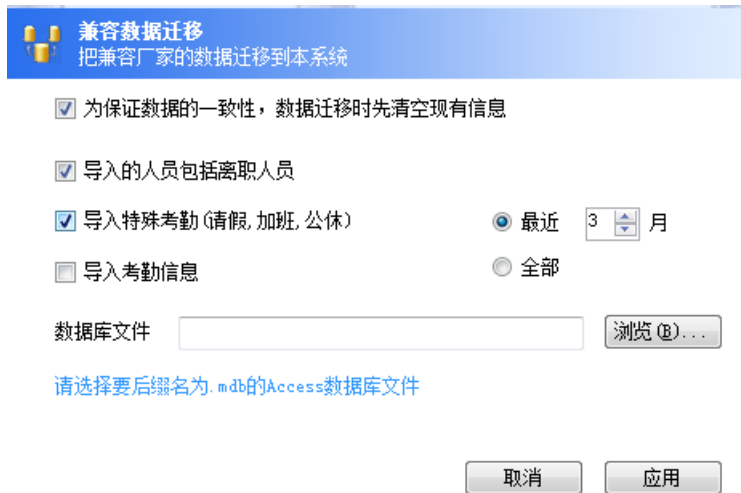 兼容数据迁移
把兼容厂家的数据迁移到本系统
为保证数据的一致性，数据迁移时先清空现有信息
导入的人员包括离职人员
导入特殊考勤(请假,加班,公休) 最近 3 月
导入考勤信息 全部
数据库文件 浏览(B)...
请选择要后缀名为.mdb的Access数据库文件
取消 应用